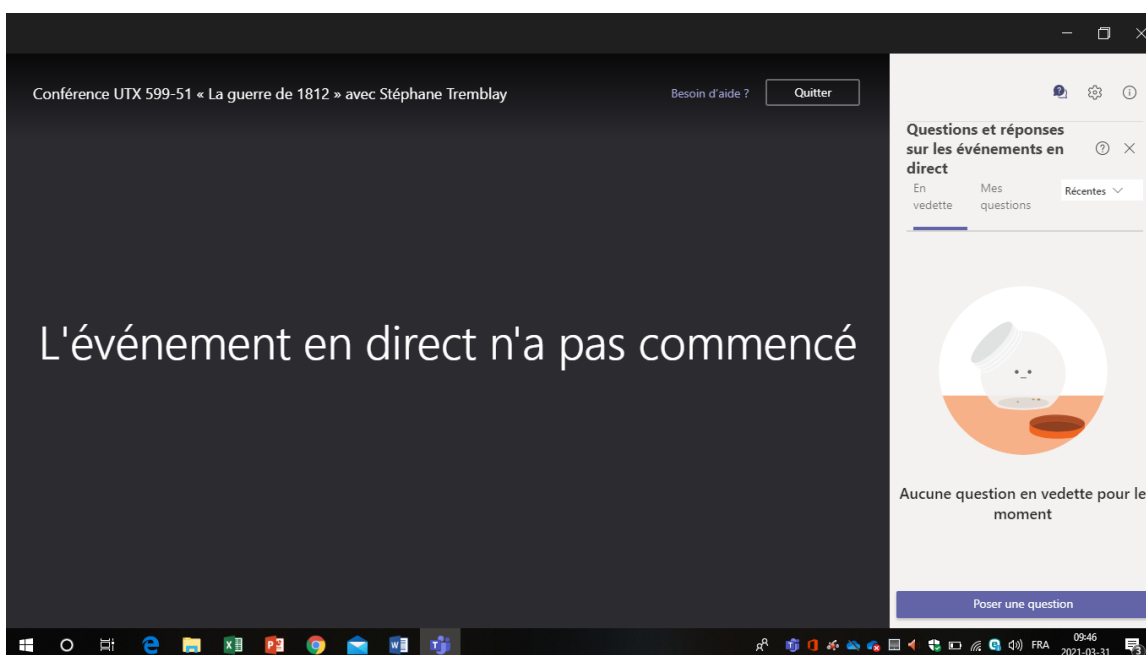 Conférence UTX 599-51 « La guerre de 1812 » avec Stéphane Tremblay
Besoin d'aide ?
Quitter
L'événement en direct n'a pas commencé
Questions et réponses
sur les événements en
direct
En
vedette
Mes
questions
Récentes
Aucune question en vedette pour le
moment
Poser une question
FRA
09:46
2021-03-31